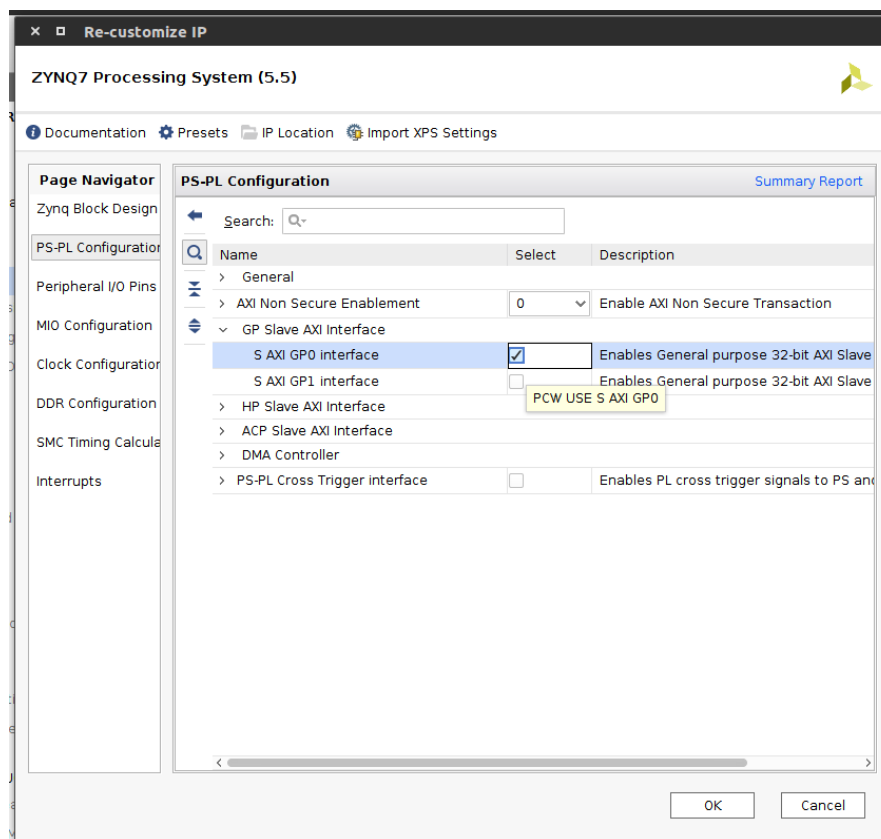 Re-customize IP
ZYNQ7 Processing System (5.5)
Documentation Presets IP Location Import XPS Settings
Page Navigator
Zynq Block Design
PS-PL Configuration
Peripheral I/O Pins
MIO Configuration
Clock Configuration
DDR Configuration
SMC Timing Calcula
Interrupts
PS-PL Configuration Summary Report
Search:
Name Select Description
General
AXI Non Secure Enablement 0 Enable AXI Non Secure Transaction
GP Slave AXI Interface
S AXI GP0 interface Enables General purpose 32-bit AXI Slave
S AXI GP1 interface Enables General purpose 32-bit AXI Slave
PCW USE S AXI GP0
HP Slave AXI Interface
ACP Slave AXI Interface
DMA Controller
PS-PL Cross Trigger interface Enables PL cross trigger signals to PS and
OK Cancel